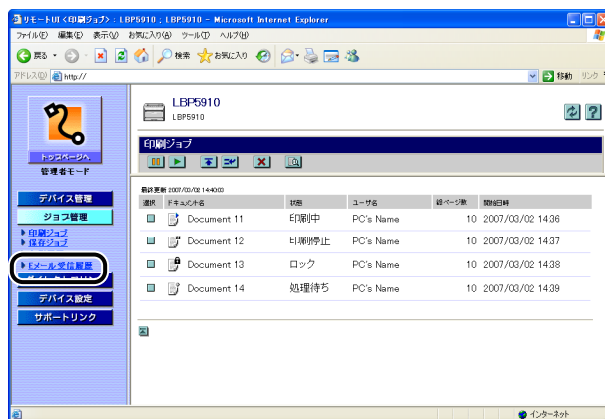 リモートUI <印刷ジョブ> : LBP5910 ; LBP5910 - Microsoft Internet Explorer
ファイル(F) 編集(E) 表示(V) お気に入り(A) ツール(T) ヘルプ(H)
戻る 検索 お気に入り
アドレス(D) http:// 移動 リンク
LBP5910
LBP5910
トップページへ
管理者モード
印刷ジョブ
デバイス管理
ジョブ管理
印刷ジョブ
保存ジョブ
Eメール受信履歴
デバイス設定
サポートリンク
最終更新 2007/03/02 14:40:03
選択 ドキュメント名 状態 ユーザ名 総ページ数 開始日時
Document 11 印刷中 PC's Name 10 2007/03/02 14:36
Document 12 印刷停止 PC's Name 10 2007/03/02 14:37
Document 13 ロック PC's Name 10 2007/03/02 14:38
Document 14 処理待ち PC's Name 10 2007/03/02 14:39
インターネット